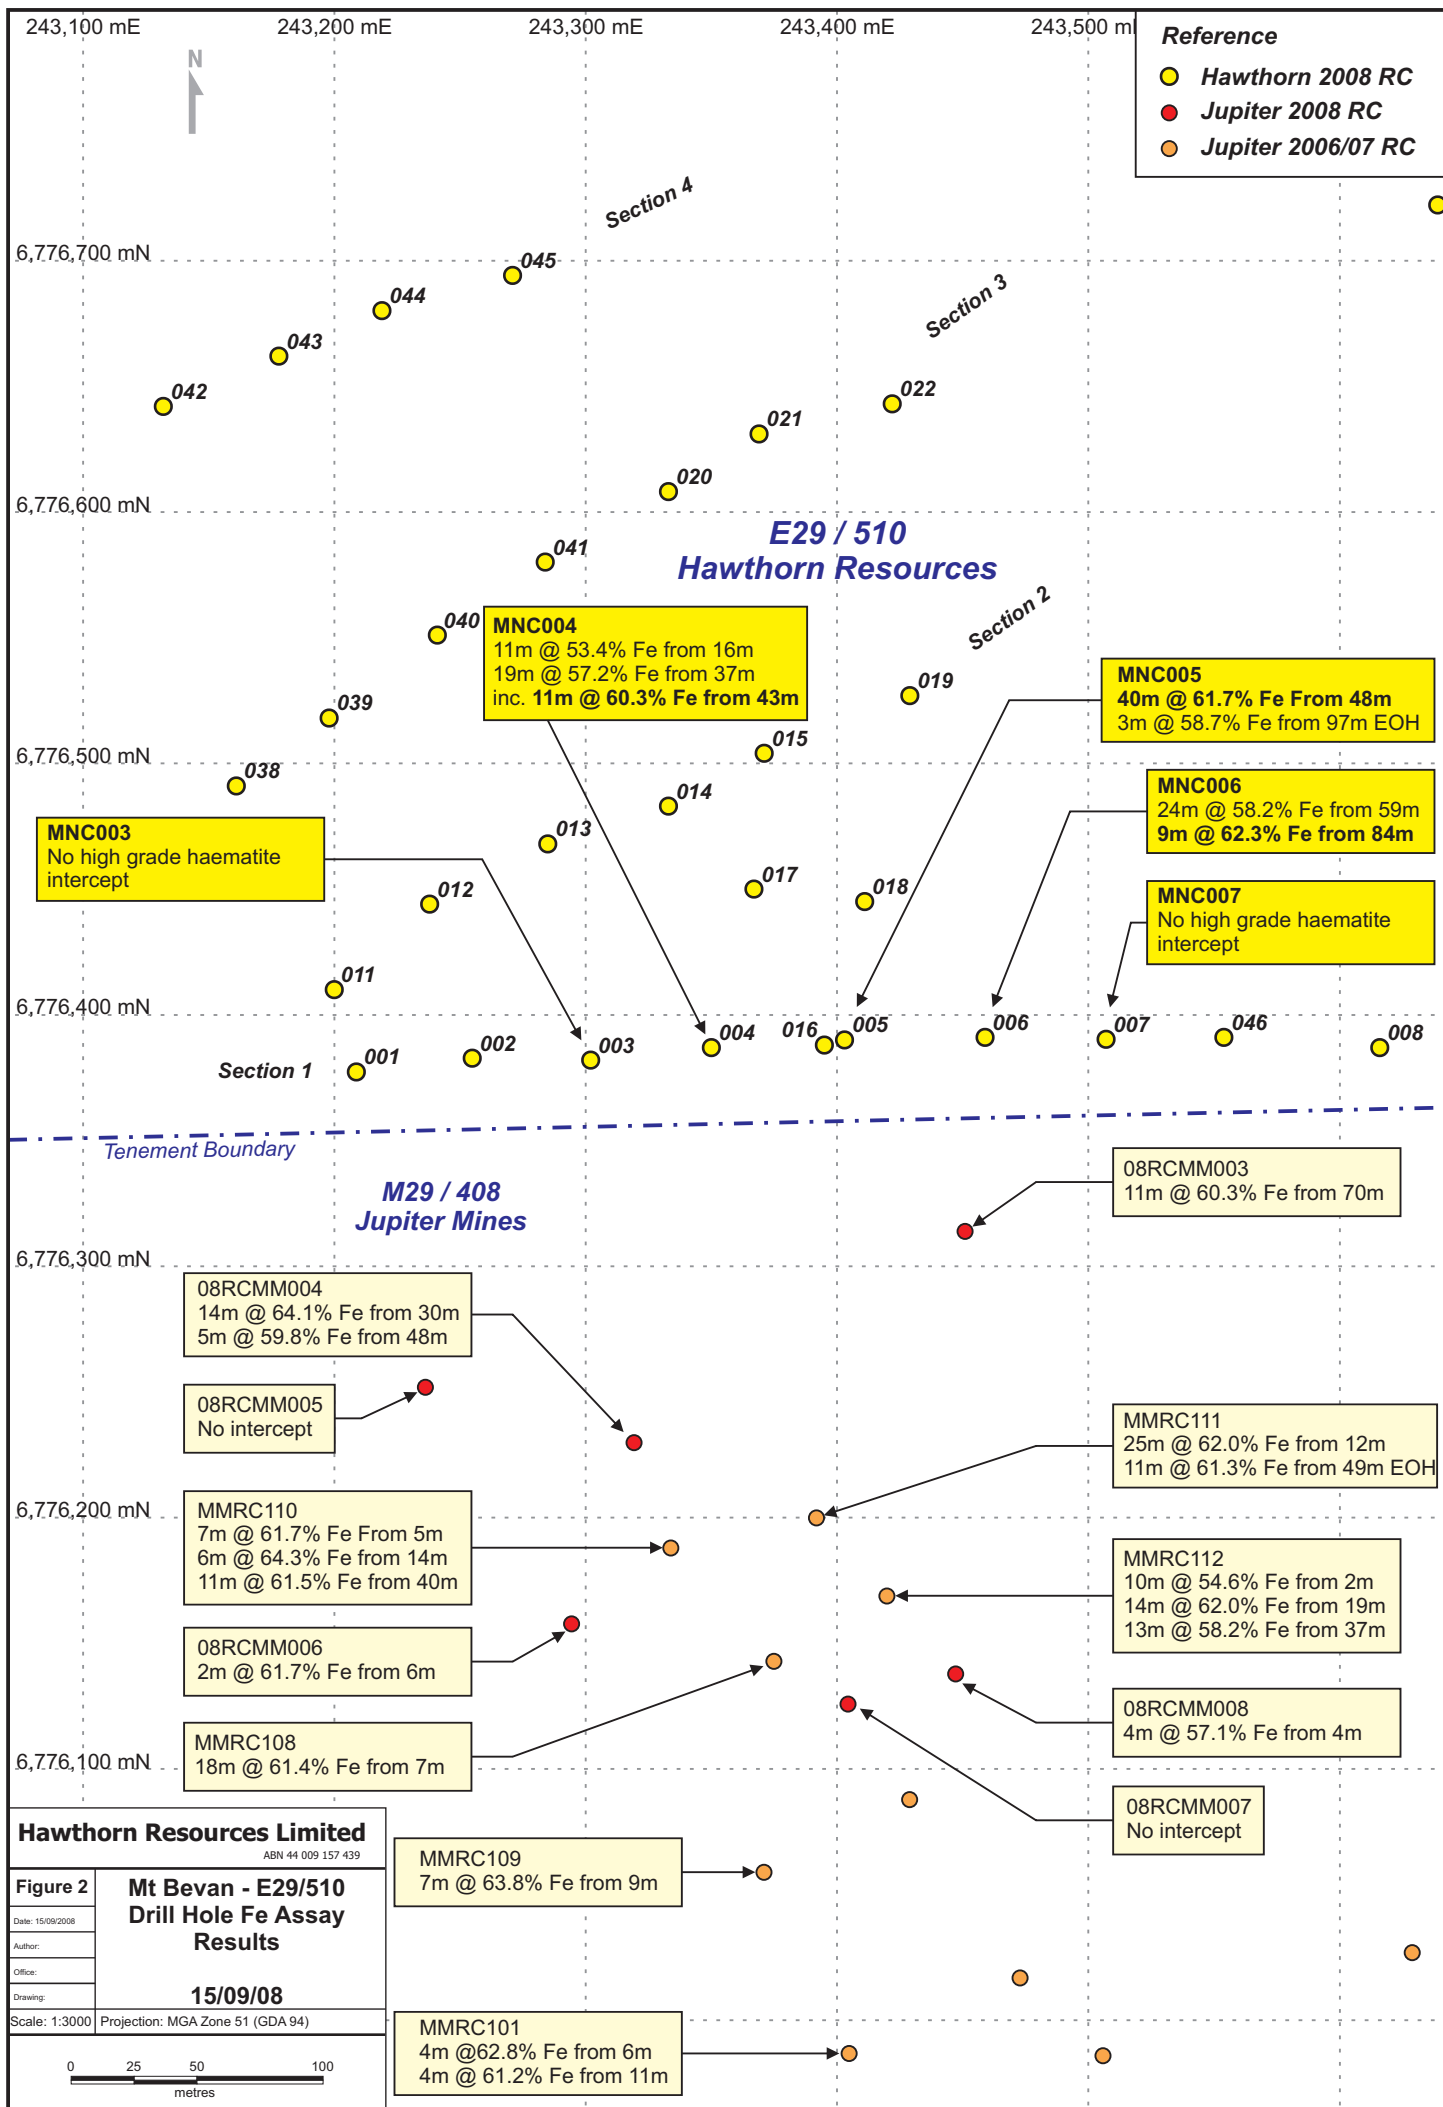 243,100 mE
243,200 mE
243,300 mE
243,400 mE
243,500 m
Reference
Hawthorn 2008 RC
Jupiter 2008 RC
Jupiter 2006/07 RC
N
Section 4
6,776,700 mN
045
044
043
042
Section 3
022
021
020
6,776,600 mN
E29 / 510
Hawthorn Resources
041
040
039
038
MNC004
11m @ 53.4% Fe from 16m
19m @ 57.2% Fe from 37m
inc. 11m @ 60.3% Fe from 43m
Section 2
019
015
014
013
012
011
017
018
MNC005
40m @ 61.7% Fe From 48m
3m @ 58.7% Fe from 97m EOH
6,776,500 mN
MNC006
24m @ 58.2% Fe from 59m
9m @ 62.3% Fe from 84m
MNC003
No high grade haematite
intercept
MNC007
No high grade haematite
intercept
6,776,400 mN
Section 1
001
002
003
004
016
005
006
007
046
008
Tenement Boundary
M29 / 408
Jupiter Mines
08RCMM003
11m @ 60.3% Fe from 70m
6,776,300 mN
08RCMM004
14m @ 64.1% Fe from 30m
5m @ 59.8% Fe from 48m
08RCMM005
No intercept
MMRC111
25m @ 62.0% Fe from 12m
11m @ 61.3% Fe from 49m EOH
6,776,200 mN
MMRC110
7m @ 61.7% Fe From 5m
6m @ 64.3% Fe from 14m
11m @ 61.5% Fe from 40m
MMRC112
10m @ 54.6% Fe from 2m
14m @ 62.0% Fe from 19m
13m @ 58.2% Fe from 37m
08RCMM006
2m @ 61.7% Fe from 6m
08RCMM008
4m @ 57.1% Fe from 4m
MMRC108
18m @ 61.4% Fe from 7m
6,776,100 mN
08RCMM007
No intercept
MMRC109
7m @ 63.8% Fe from 9m
MMRC101
4m @62.8% Fe from 6m
4m @ 61.2% Fe from 11m
Hawthorn Resources Limited
ABN 44 009 157 439
Figure 2
Mt Bevan - E29/510
Drill Hole Fe Assay
Results
15/09/08
Date: 15/09/2008
Author:
Office:
Drawing:
Scale: 1:3000
Projection: MGA Zone 51 (GDA 94)
0 25 50 100
metres